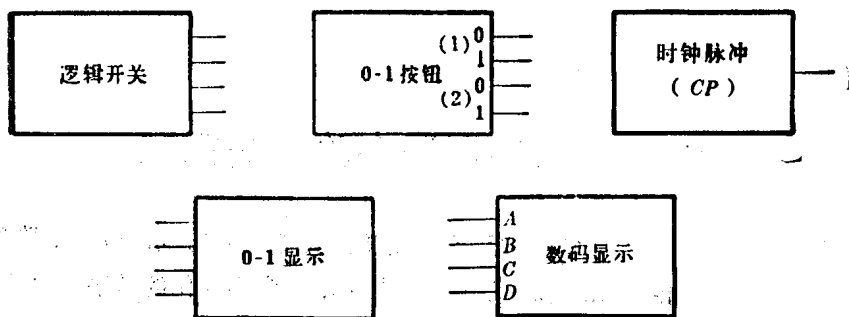 逻辑开关
0-1按钮
(1) 0
1
(2) 0
1
时钟脉冲
(CP)
0-1显示
A
B
C
D
数码显示